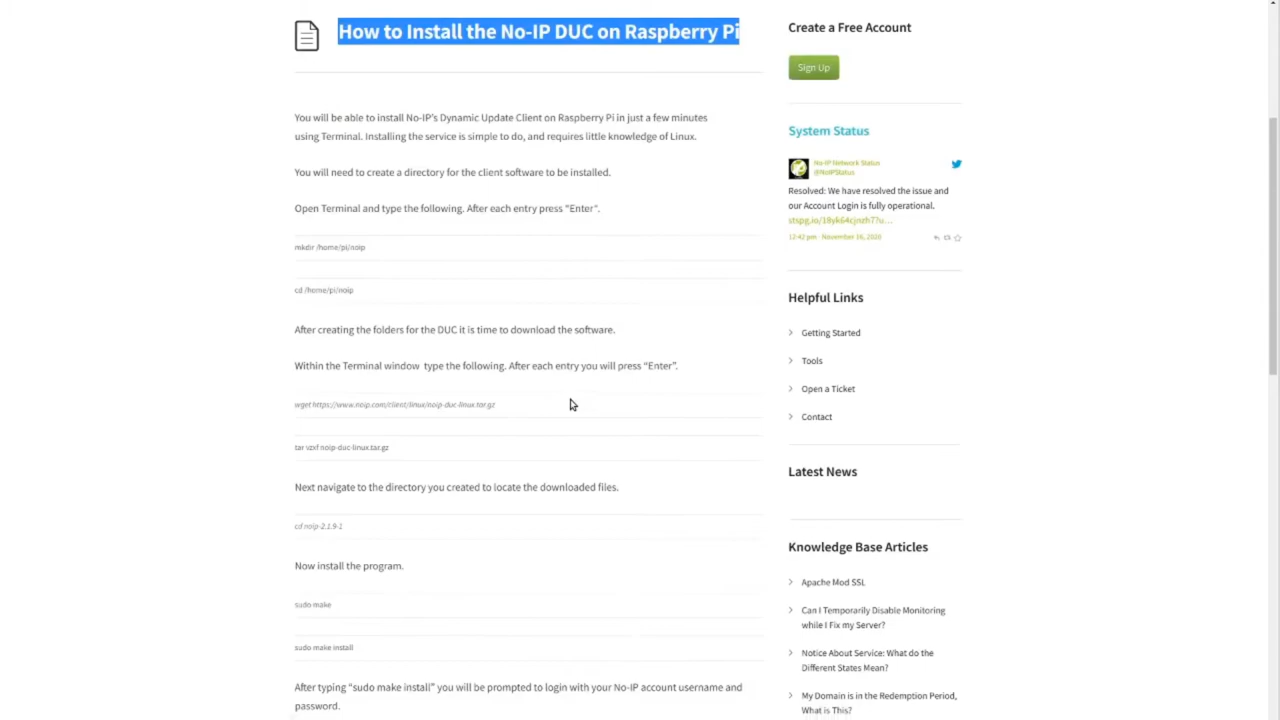 How to Install the No-IP DUC on Raspberry Pi
You will be able to install No-IP's Dynamic Update Client on Raspberry Pi in just a few minutes
using Terminal. Installing the service is simple to do, and requires little knowledge of Linux.
You will need to create a directory for the client software to be installed.
Open Terminal and type the following. After each entry press "Enter".
mkdir /home/pi/noip
cd /home/pi/noip
After creating the folders for the DUC it is time to download the software.
Within the Terminal window type the following. After each entry you will press "Enter".
wget https://www.noip.com/client/linux/noip-duc-linux.tar.gz
tar vzxf noip-duc-linux.tar.gz
Next navigate to the directory you created to locate the downloaded files.
cd noip-2.1.9-1
Now install the program.
sudo make
sudo make install
After typing "sudo make install" you will be prompted to login with your No-IP account username and
password.
Create a Free Account
Sign Up
System Status
No-IP Network Status
@NoIPStatus
Resolved: We have resolved the issue and
our Account Login is fully operational.
stspg.io/18yk64cjnzh7?u...
12:42 pm · November 16, 2020
Helpful Links
Getting Started
Tools
Open a Ticket
Contact
Latest News
Knowledge Base Articles
Apache Mod SSL
Can I Temporarily Disable Monitoring
while I Fix my Server?
Notice About Service: What do the
Different States Mean?
My Domain is in the Redemption Period,
What is This?